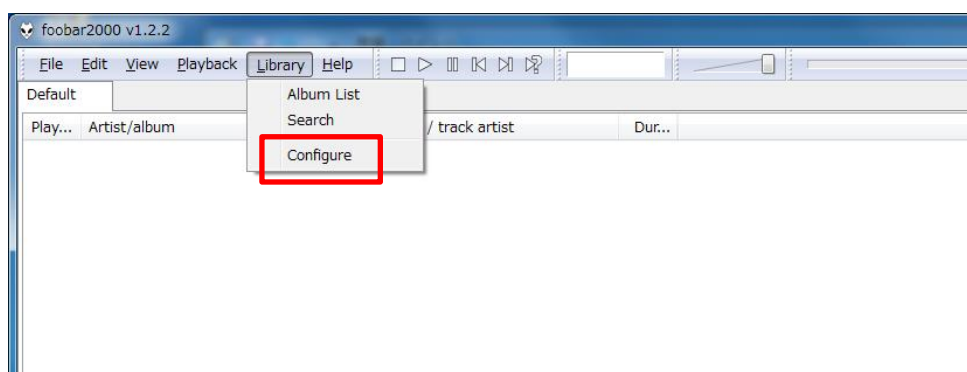 foobar2000 v1.2.2
File Edit View Playback Library Help
Default
Album List
Search
Play... Artist/album / track artist Dur...
Configure